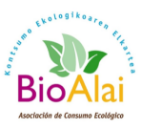 Kontsumo Ekologikoaren Elkartea
BioAlai
Asociación de Consumo Ecológico